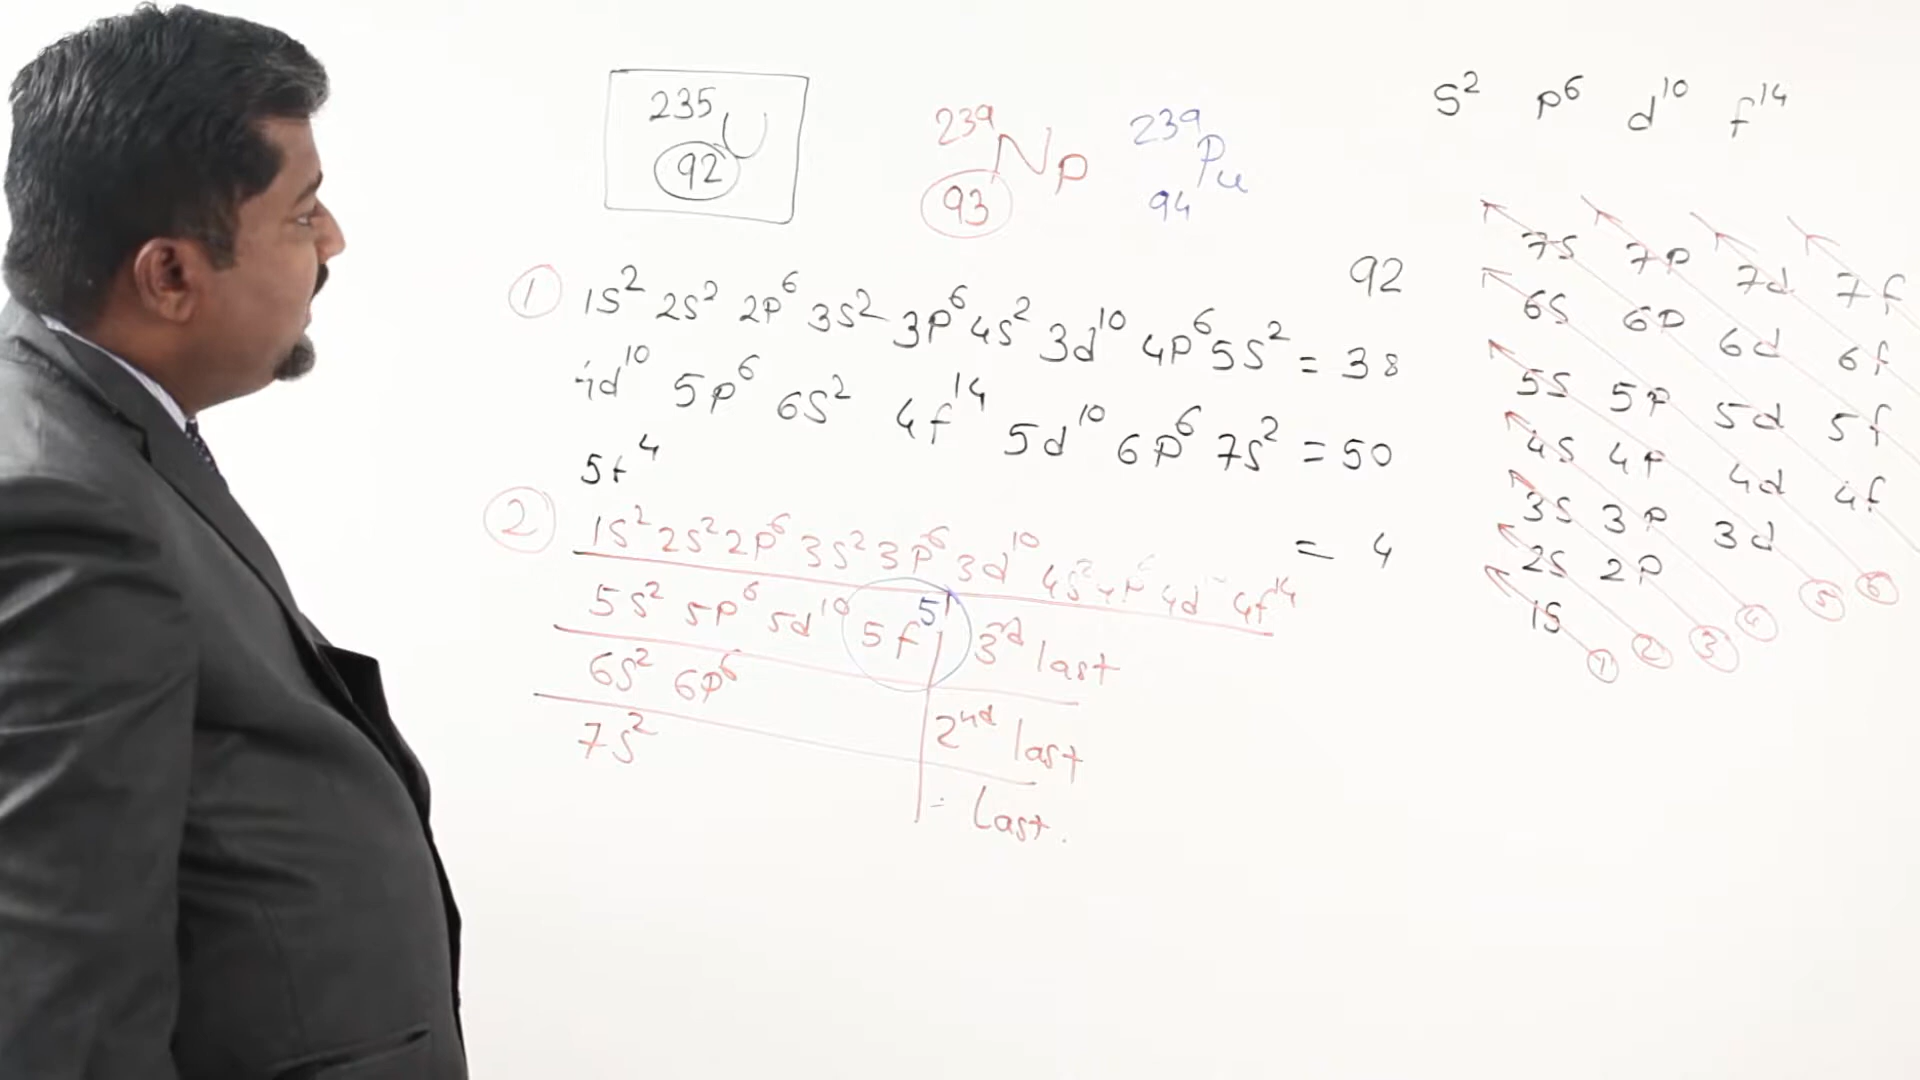 235
92 U
239
93 Np
239
94 Pu
s² p⁶ d¹⁰ f¹⁴
92
① 1s² 2s² 2p⁶ 3s² 3p⁶ 4s² 3d¹⁰ 4p⁶ 5s² = 38
4d¹⁰ 5p⁶ 6s² 4f¹⁴ 5d¹⁰ 6p⁶ 7s² = 50
5f⁴ = 4
② 1s² 2s² 2p⁶ 3s² 3p⁶ 3d¹⁰ 4s² 4p⁶ 4d 4f¹⁴
5s² 5p⁶ 5d¹⁰ 5f⁵ 3rd last
6s² 6p⁶ 2nd last
7s² = Last.
7s 7p 7d 7f
6s 6p 6d 6f
5s 5p 5d 5f
4s 4p 4d 4f
3s 3p 3d
2s 2p
1s
① ② ③ ④ ⑤ ⑥